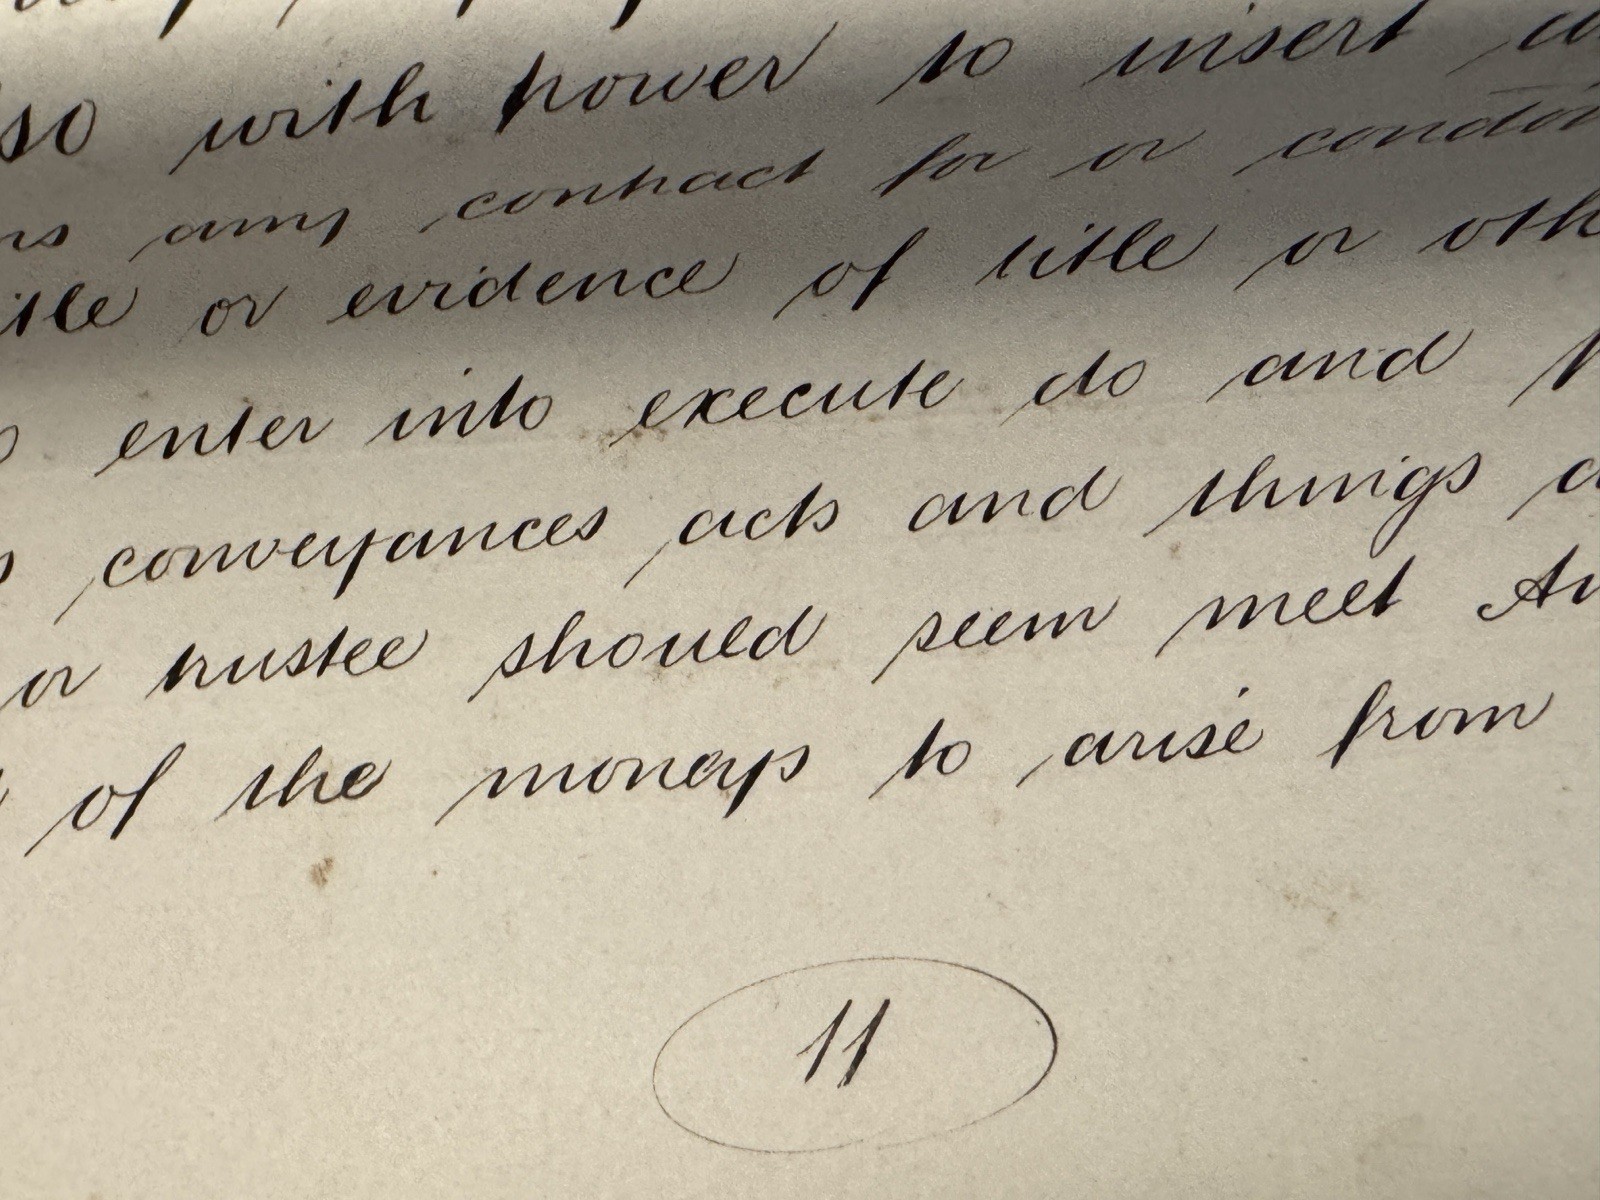 so with power to insert
any contract for or
or evidence of title or
enter into execute do and
conveyances acts and things
or trustee should seem meet
of the moneys to arise from
11